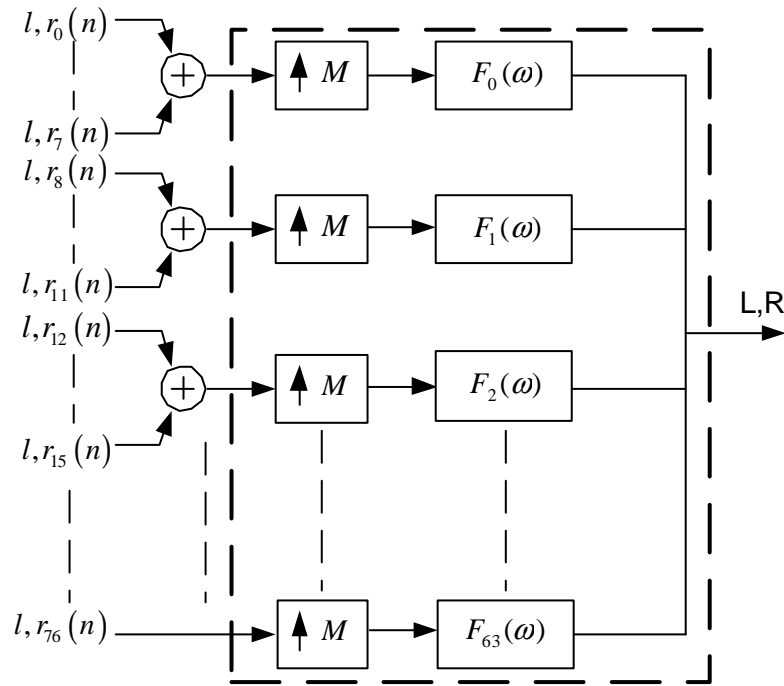 l, r₀(n)
↑ M
F₀(ω)
l, r₇(n)
l, r₈(n)
↑ M
F₁(ω)
l, r₁₁(n)
l, r₁₂(n)
L,R
↑ M
F₂(ω)
l, r₁₅(n)
l, r₇₆(n)
↑ M
F₆₃(ω)